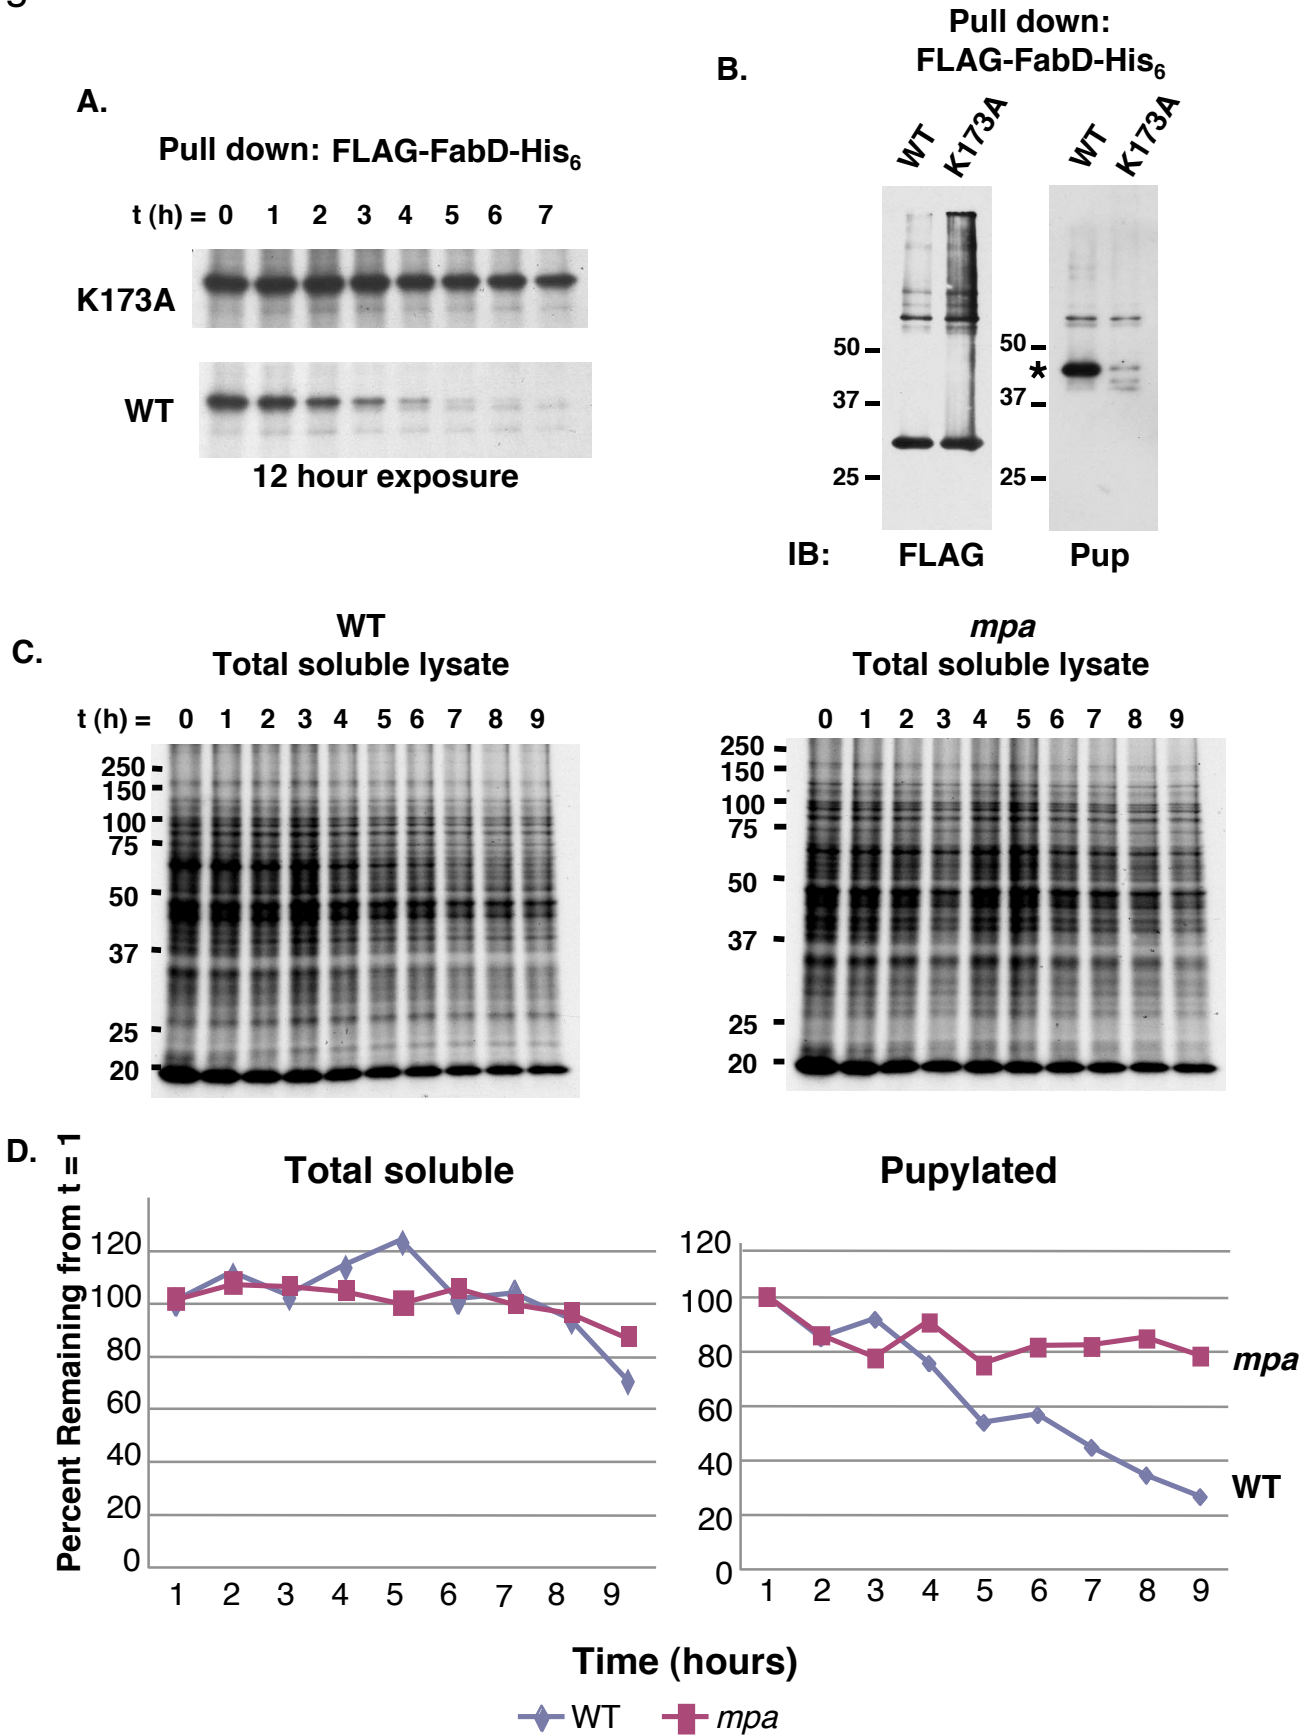 A.
Pull down: FLAG-FabD-His6
t (h) = 0 1 2 3 4 5 6 7
K173A
WT
12 hour exposure
B.
Pull down:
FLAG-FabD-His6
WT K173A WT K173A
50
37
25
50
*
37
25
IB: FLAG Pup
C.
WT
Total soluble lysate
t (h) = 0 1 2 3 4 5 6 7 8 9
250
150
100
75
50
37
25
20
mpa
Total soluble lysate
0 1 2 3 4 5 6 7 8 9
250
150
100
75
50
37
25
20
D.
Percent Remaining from t = 1
Total soluble
120
100
80
60
40
20
0
1 2 3 4 5 6 7 8 9
Pupylated
120
100
80
60
40
20
0
1 2 3 4 5 6 7 8 9
mpa
WT
Time (hours)
WT mpa